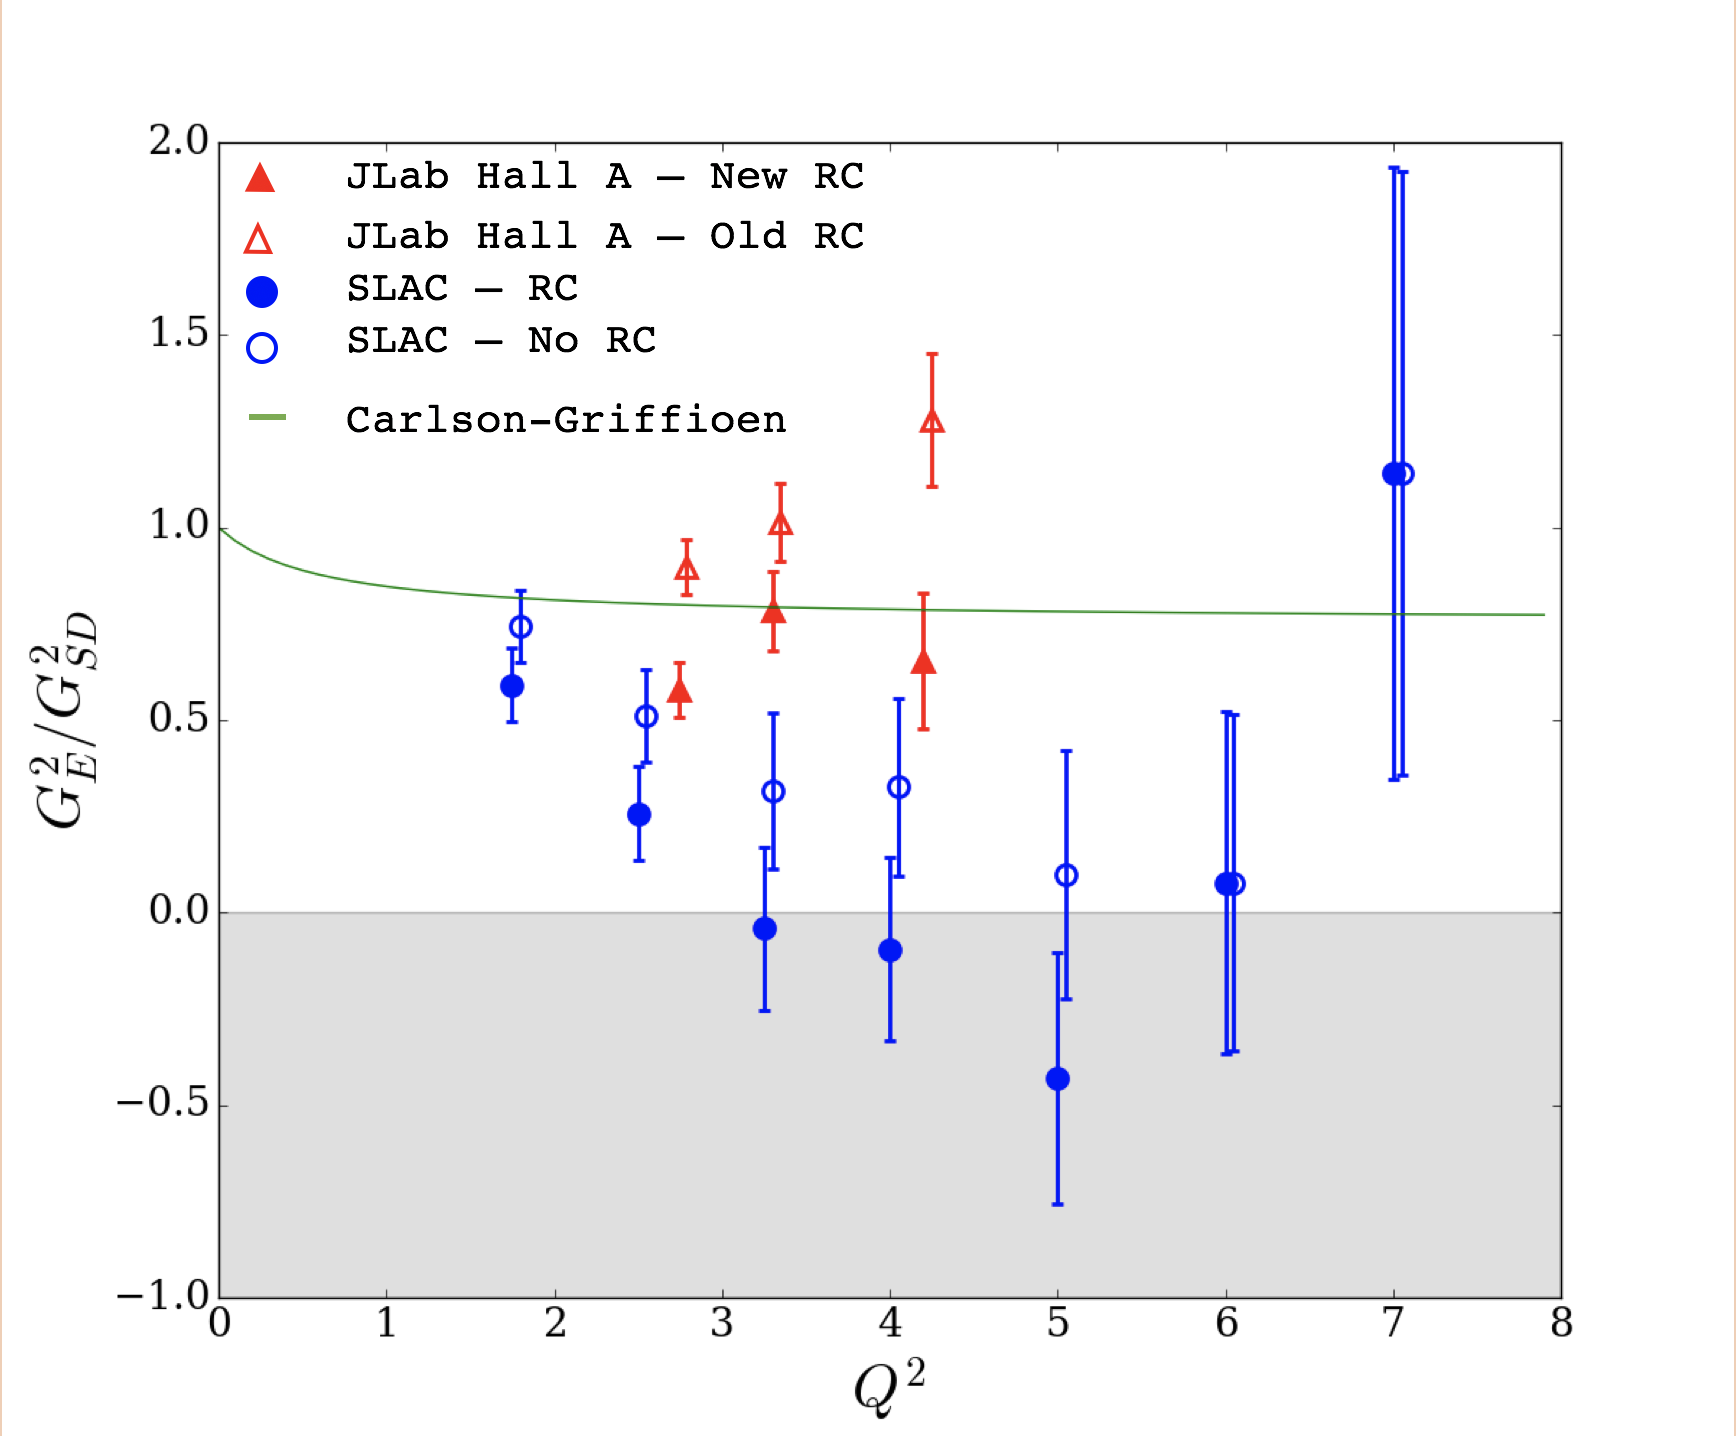 2.0
JLab Hall A – New RC
JLab Hall A – Old RC
SLAC – RC
1.5
SLAC – No RC
Carlson-Griffioen
1.0
0.5
G_E^2/G_SD^2
0.0
−0.5
−1.0
0 1 2 3 4 5 6 7 8
Q^2